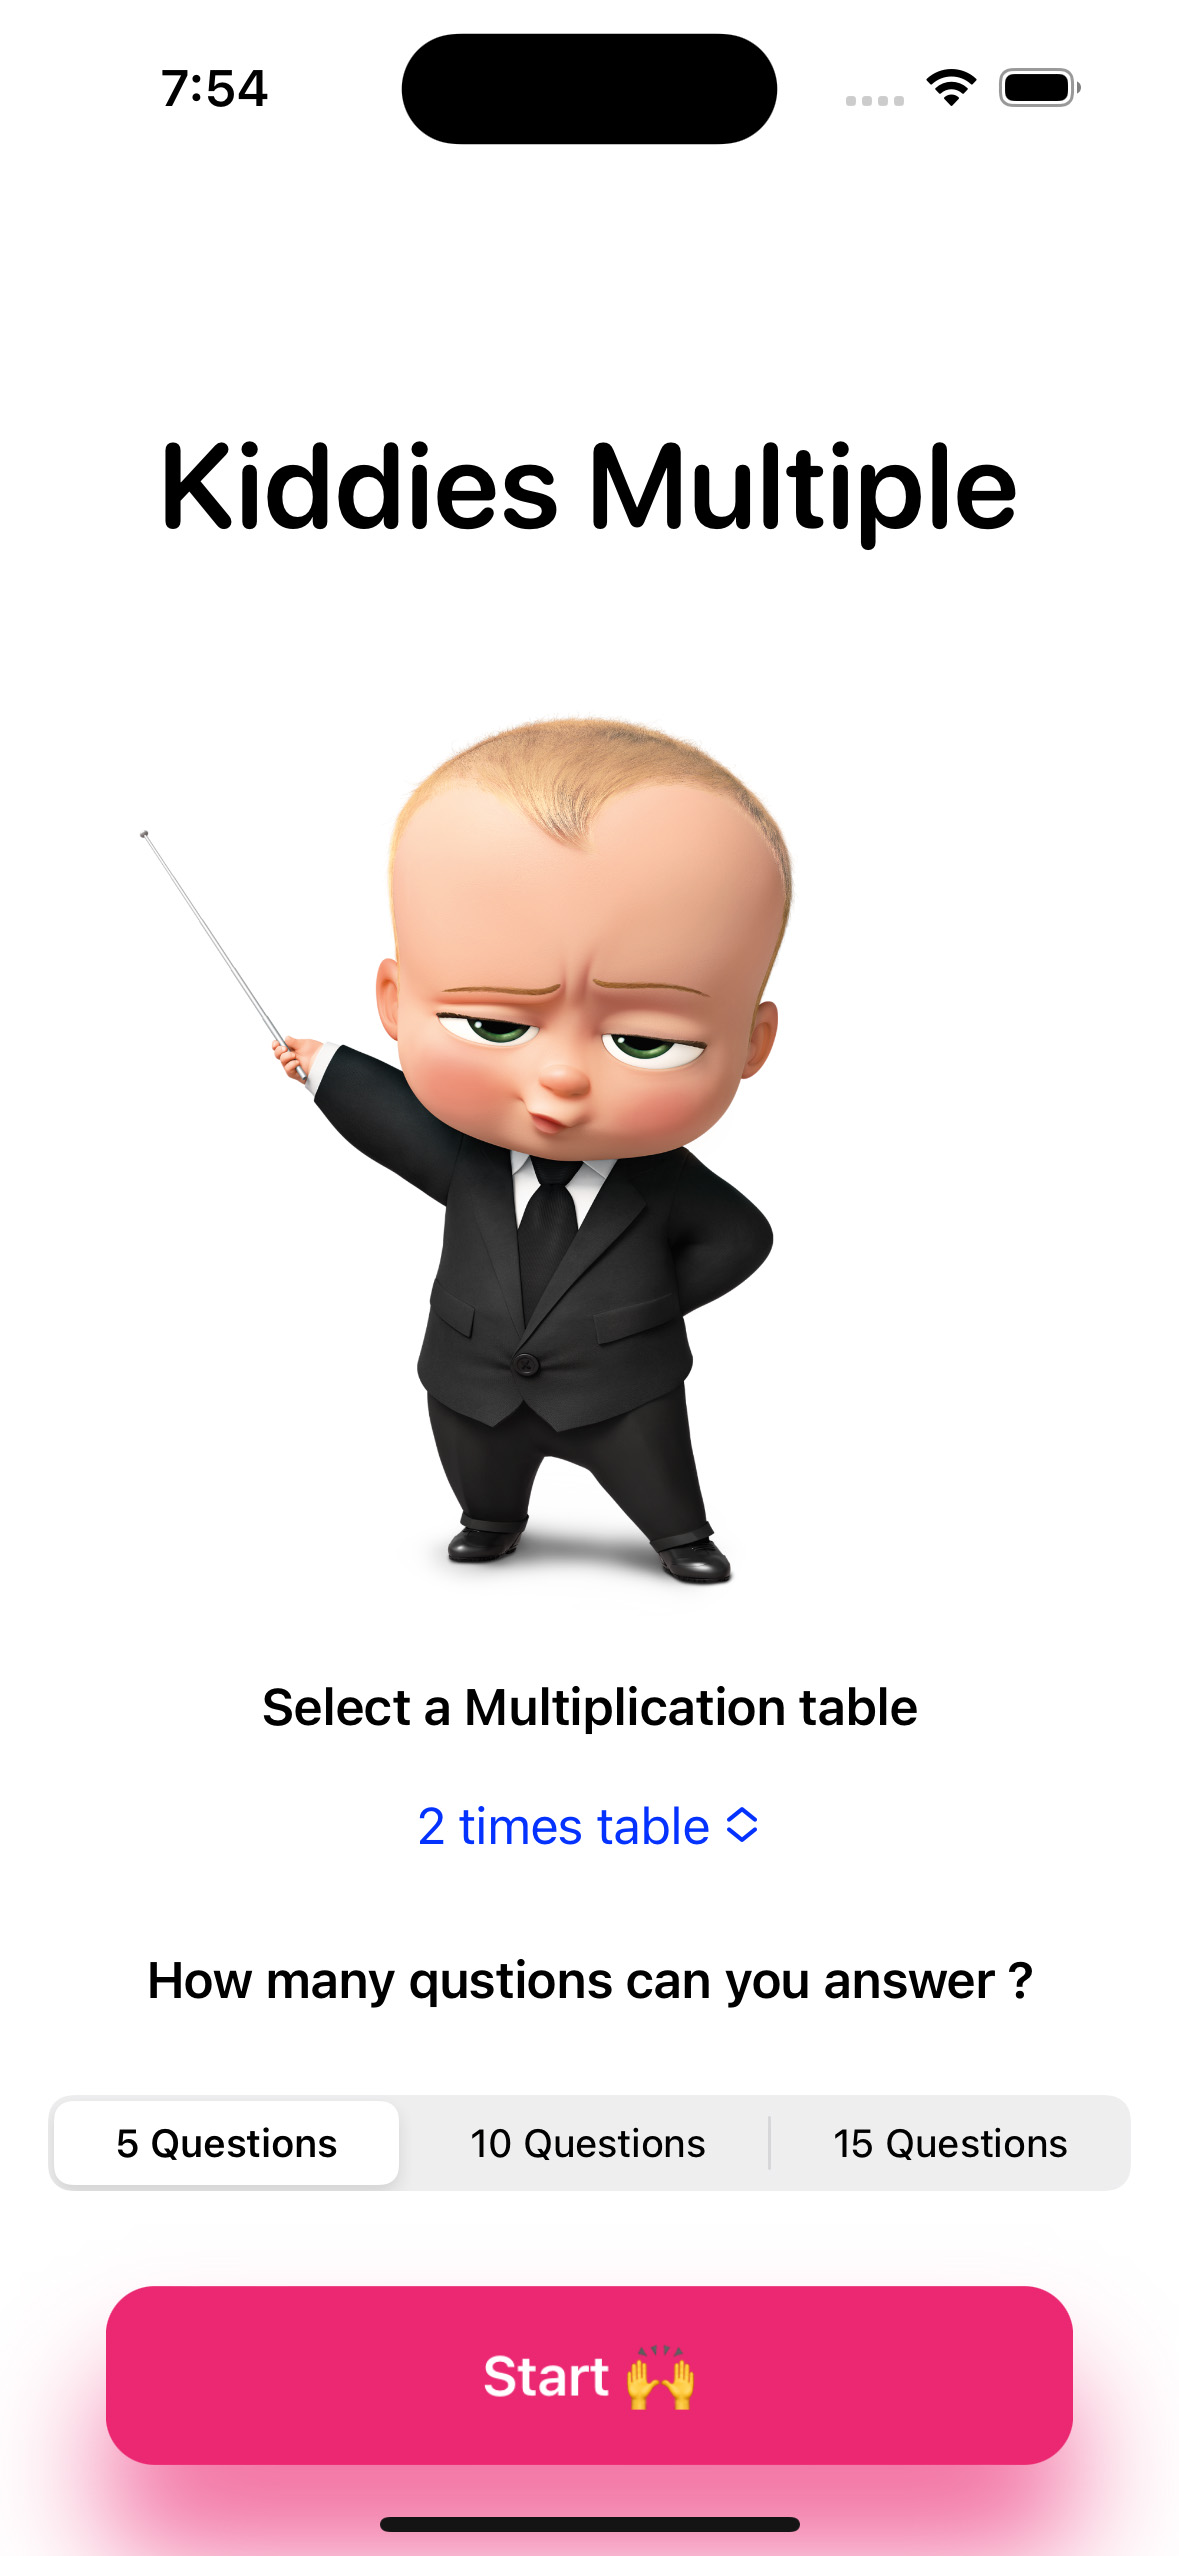 7:54
Kiddies Multiple
Select a Multiplication table
2 times table
How many qustions can you answer ?
5 Questions
10 Questions
15 Questions
Start 🙌